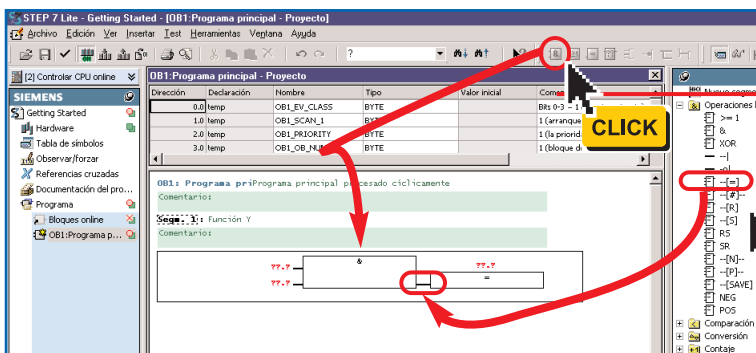 STEP 7 Lite - Getting Started - [OB1:Programa principal - Proyecto]
Archivo Edición Ver Insertar Test Herramientas Ventana Ayuda
?
[2] Controlar CPU online
OB1:Programa principal - Proyecto
SIEMENS
Getting Started
Hardware
Tabla de símbolos
Observar/forzar
Referencias cruzadas
Documentación del pro...
Programa
Bloques online
OB1:Programa p...
Dirección Declaración Nombre Tipo Valor inicial
0.0 temp OB1_EV_CLASS BYTE
1.0 temp OB1_SCAN_1 BYTE 1 (arranque
2.0 temp OB1_PRIORITY BYTE 1 (la priorid
3.0 temp OB1_OB_NUM BYTE 1 (bloque d
CLICK
OB1: Programa priPrograma principal procesado cíclicamente
Comentario:
Segm. 1: Función Y
Comentario:
&
??.?
??.?
??.?
=
Operaciones
>= 1
&
XOR
--|
--o|
--[=]
--[#]--
--[R]
--[S]
RS
SR
--[N]--
--[P]--
--[SAVE]
NEG
POS
Comparación
Conversión
Contaje